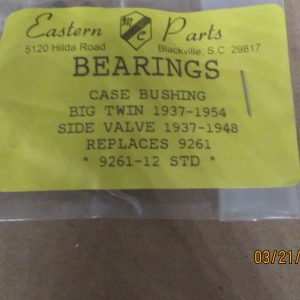 Eastern MC Parts
5120 Hilda Road Blackville, S.C. 29817
BEARINGS
CASE BUSHING
BIG TWIN 1937-1954
SIDE VALVE 1937-1948
REPLACES 9261
* 9261-12 STD *
03/21/